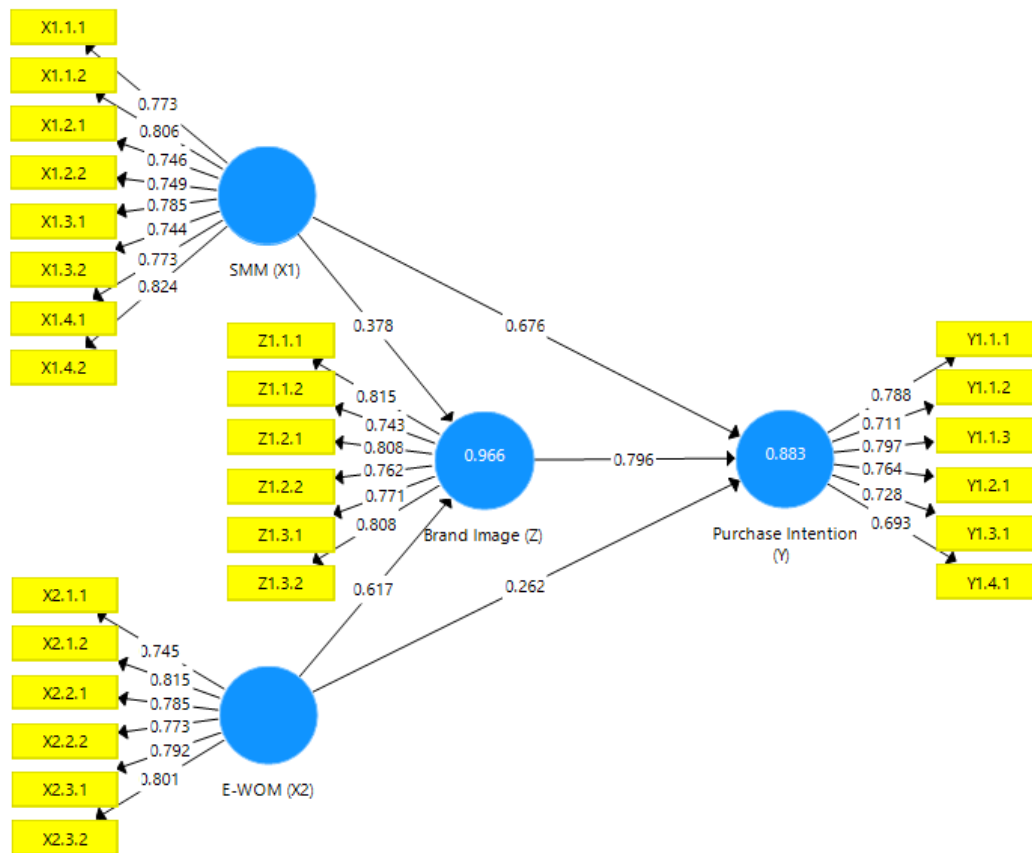 X1.1.1
X1.1.2
X1.2.1
X1.2.2
X1.3.1
X1.3.2
X1.4.1
X1.4.2
0.773
0.806
0.746
0.749
0.785
0.744
0.773
0.824
SMM (X1)
0.378
0.676
Z1.1.1
Z1.1.2
Z1.2.1
Z1.2.2
Z1.3.1
Z1.3.2
0.815
0.743
0.808
0.762
0.771
0.808
0.966
Brand Image (Z)
0.796
0.883
Purchase Intention
(Y)
0.788
0.711
0.797
0.764
0.728
0.693
Y1.1.1
Y1.1.2
Y1.1.3
Y1.2.1
Y1.3.1
Y1.4.1
0.617
0.262
X2.1.1
X2.1.2
X2.2.1
X2.2.2
X2.3.1
X2.3.2
0.745
0.815
0.785
0.773
0.792
0.801
E-WOM (X2)